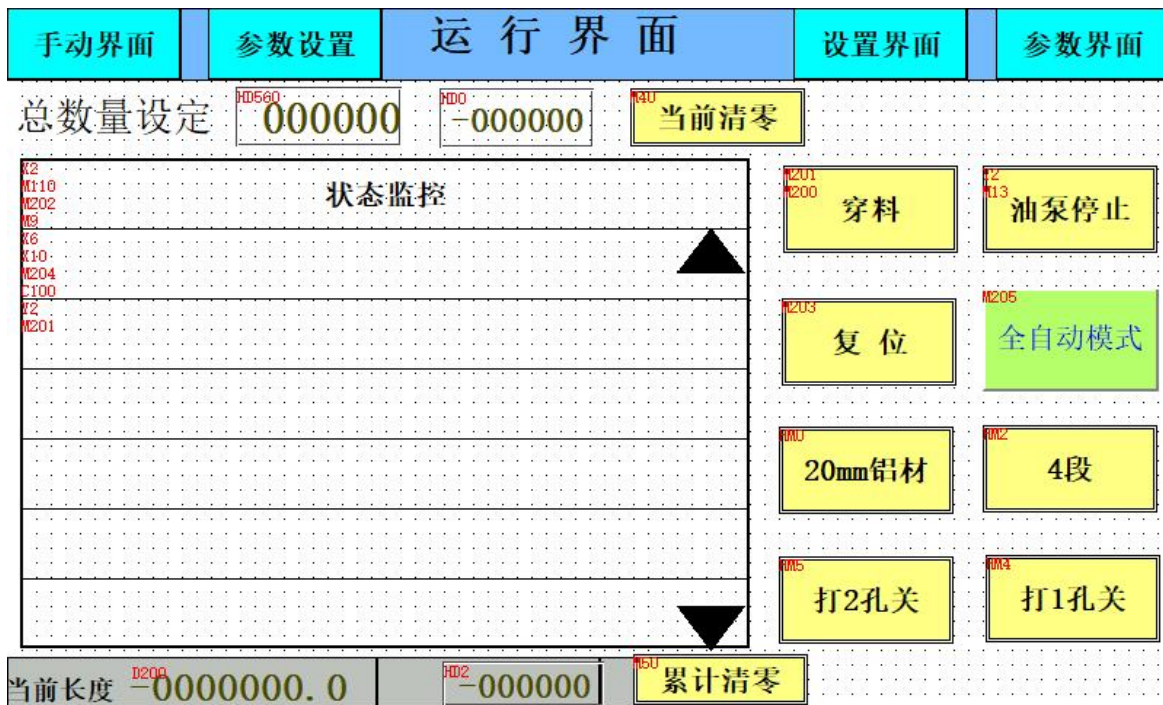 手动界面 参数设置 运 行 界 面 设置界面 参数界面
总数量设定 HD560 000000 HD0 -000000 M40 当前清零
X2
M110
M202
M9
状态监控
X6
X10
M204
C100
Y2
M201
M201
M200
穿料
Y2
M13
油泵停止
M203
复 位
M205
全自动模式
HM0
20mm铝材
HM2
4段
HM5
打2孔关
HM4
打1孔关
当前长度 D200 -0000000.0 HD2 -000000 M50 累计清零